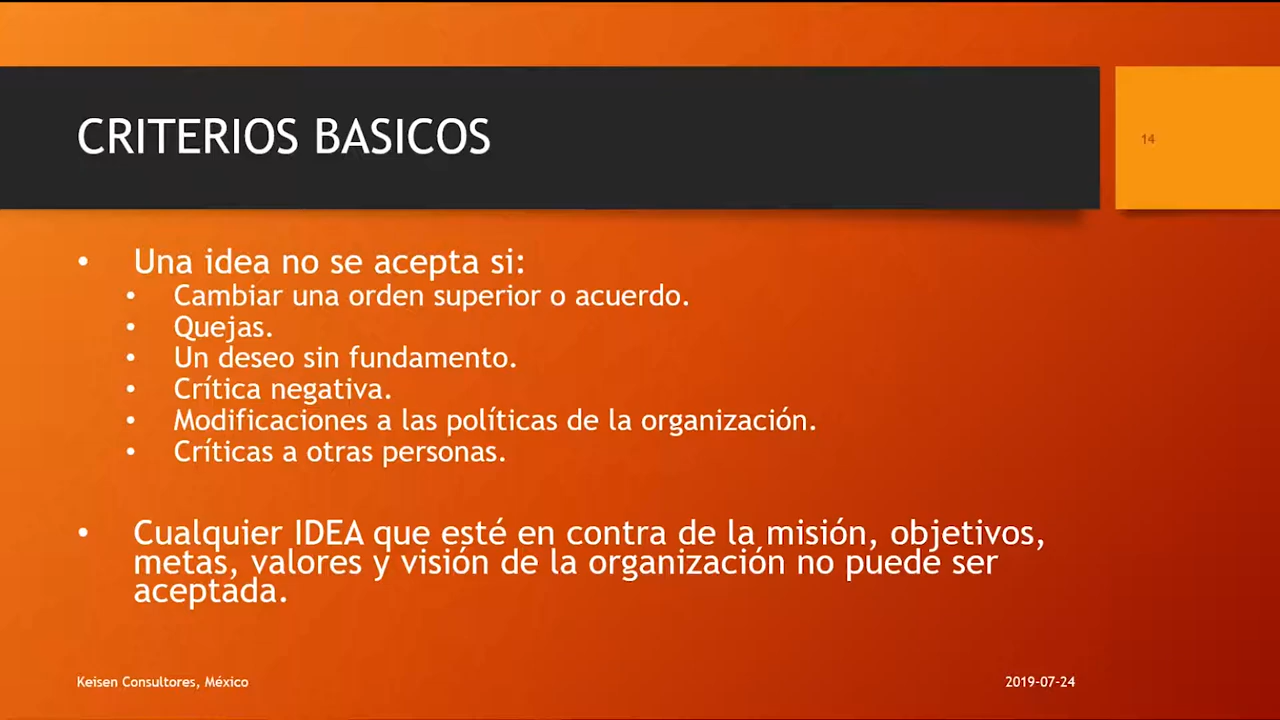 CRITERIOS BASICOS
14
• Una idea no se acepta si:
• Cambiar una orden superior o acuerdo.
• Quejas.
• Un deseo sin fundamento.
• Crítica negativa.
• Modificaciones a las políticas de la organización.
• Críticas a otras personas.
• Cualquier IDEA que esté en contra de la misión, objetivos,
metas, valores y visión de la organización no puede ser
aceptada.
Keisen Consultores, México
2019-07-24